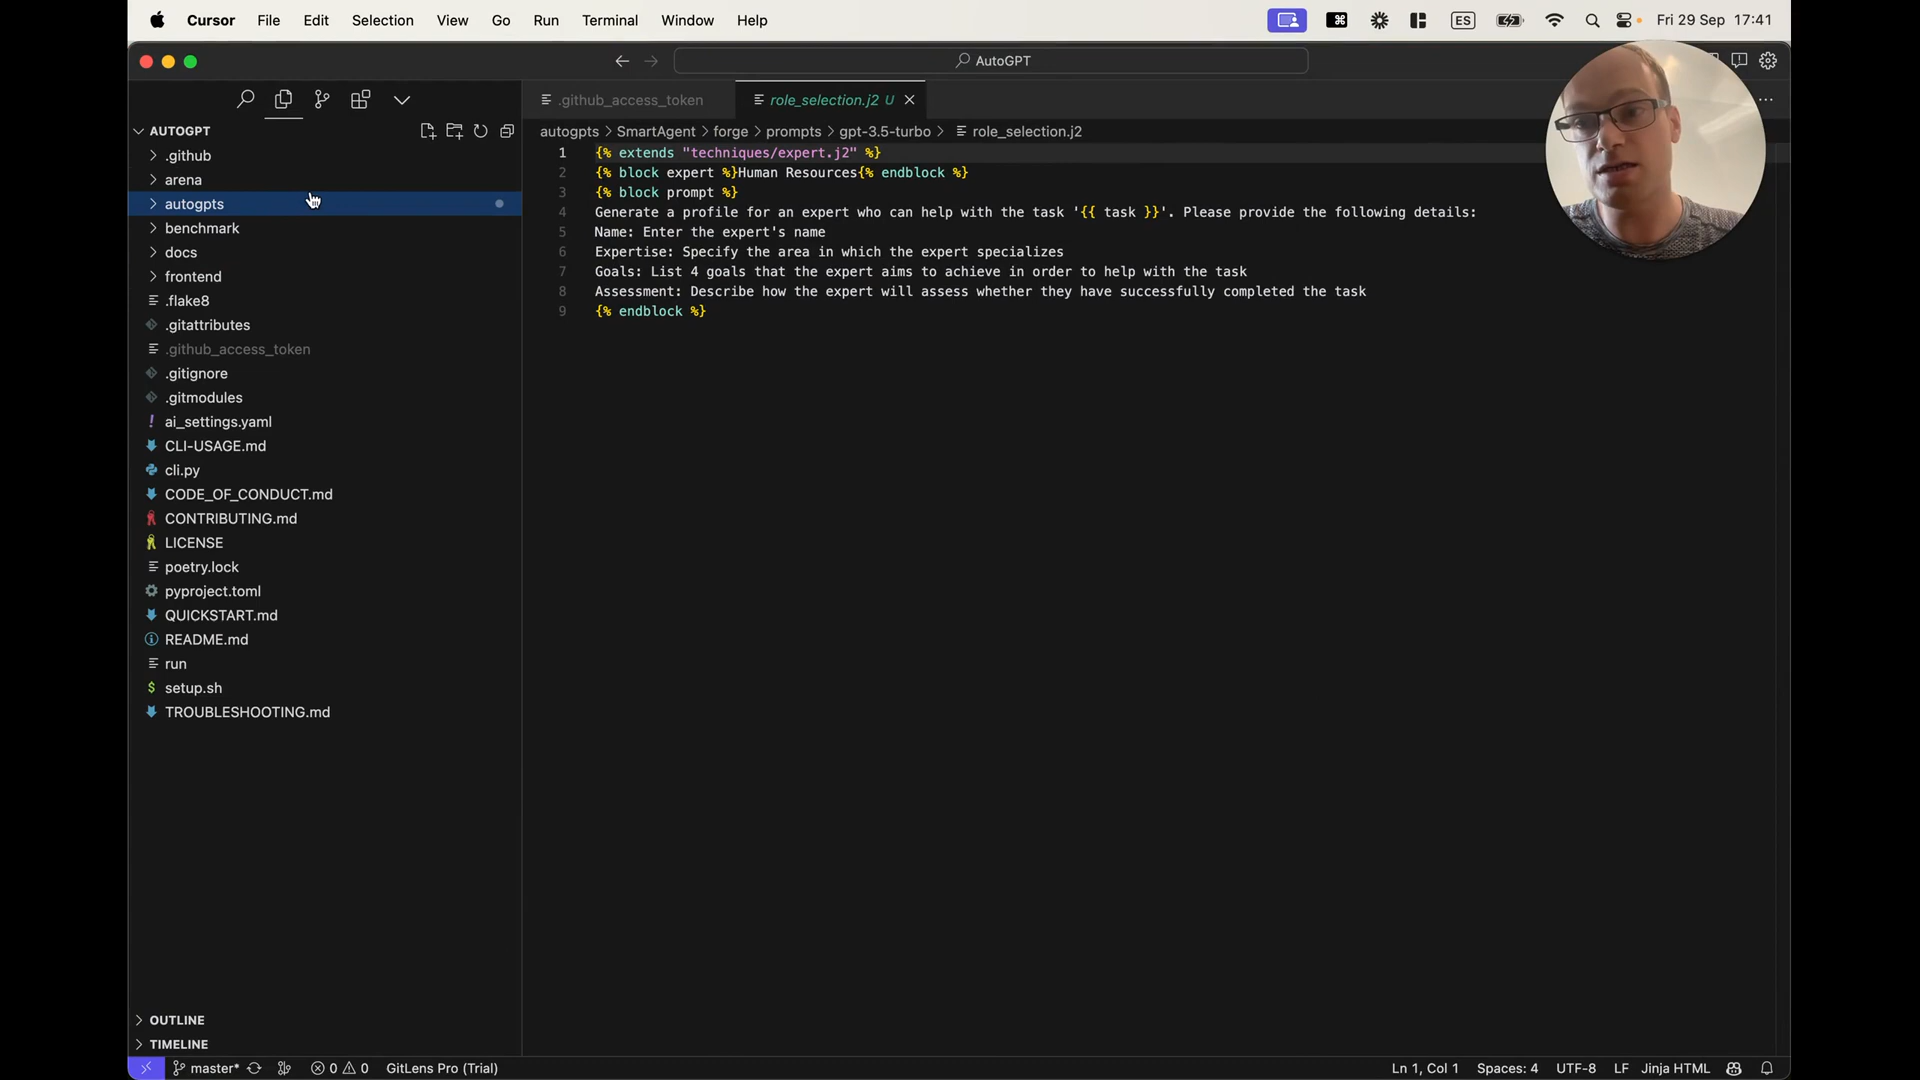 Cursor File Edit Selection View Go Run Terminal Window Help ES Fri 29 Sep 17:41
AutoGPT
.github_access_token role_selection.j2 U
AUTOGPT
autogpts > SmartAgent > forge > prompts > gpt-3.5-turbo > role_selection.j2
.github
arena
autogpts
benchmark
docs
frontend
.flake8
.gitattributes
.github_access_token
.gitignore
.gitmodules
ai_settings.yaml
CLI-USAGE.md
cli.py
CODE_OF_CONDUCT.md
CONTRIBUTING.md
LICENSE
poetry.lock
pyproject.toml
QUICKSTART.md
README.md
run
setup.sh
TROUBLESHOOTING.md
1 {% extends "techniques/expert.j2" %}
2 {% block expert %}Human Resources{% endblock %}
3 {% block prompt %}
4 Generate a profile for an expert who can help with the task '{{ task }}'. Please provide the following details:
5 Name: Enter the expert's name
6 Expertise: Specify the area in which the expert specializes
7 Goals: List 4 goals that the expert aims to achieve in order to help with the task
8 Assessment: Describe how the expert will assess whether they have successfully completed the task
9 {% endblock %}
OUTLINE
TIMELINE
master* 0 0 GitLens Pro (Trial) Ln 1, Col 1 Spaces: 4 UTF-8 LF Jinja HTML